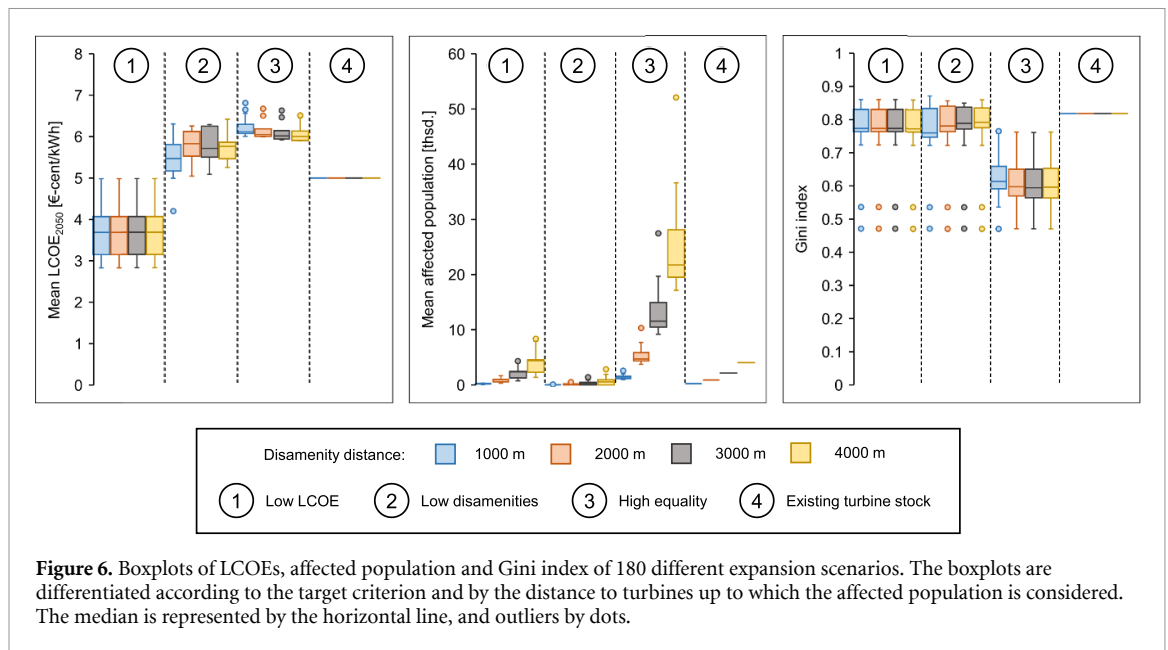 Mean LCOE2050 [€-cent/kWh]
8
7
6
5
4
3
2
1
0
1 2 3 4
Mean affected population [thsd.]
60
50
40
30
20
10
0
1 2 3 4
Gini index
1
0.9
0.8
0.7
0.6
0.5
0.4
0.3
0.2
0.1
0
1 2 3 4
Disamenity distance: 1000 m 2000 m 3000 m 4000 m
1 Low LCOE 2 Low disamenities 3 High equality 4 Existing turbine stock
Figure 6. Boxplots of LCOEs, affected population and Gini index of 180 different expansion scenarios. The boxplots are
differentiated according to the target criterion and by the distance to turbines up to which the affected population is considered.
The median is represented by the horizontal line, and outliers by dots.